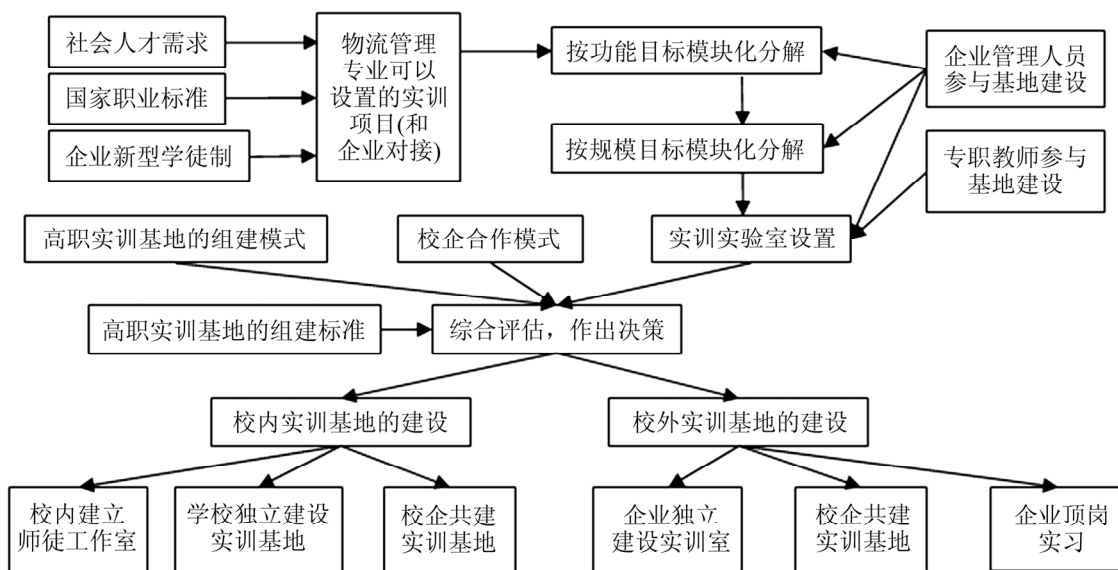 社会人才需求
国家职业标准
企业新型学徒制
物流管理
专业可以
设置的实训
项目(和
企业对接)
按功能目标模块化分解
按规模目标模块化分解
企业管理人员
参与基地建设
专职教师参与
基地建设
高职实训基地的组建模式
校企合作模式
实训实验室设置
高职实训基地的组建标准
综合评估，作出决策
校内实训基地的建设
校外实训基地的建设
校内建立
师徒工作室
学校独立建设
实训基地
校企共建
实训基地
企业独立
建设实训室
校企共建
实训基地
企业顶岗
实习